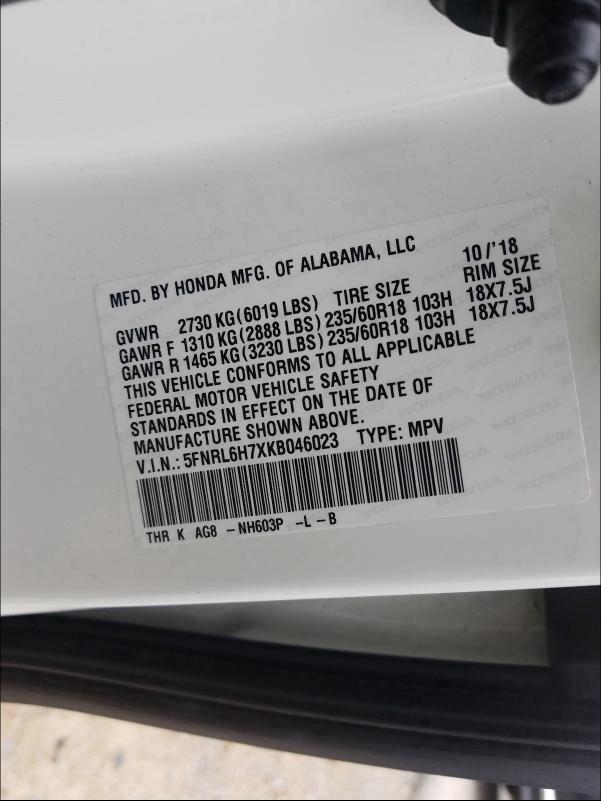 MFD. BY HONDA MFG. OF ALABAMA, LLC 10/'18
GVWR 2730 KG(6019 LBS) TIRE SIZE RIM SIZE
GAWR F 1310 KG(2888 LBS)235/60R18 103H 18X7.5J
GAWR R 1465 KG(3230 LBS)235/60R18 103H 18X7.5J
THIS VEHICLE CONFORMS TO ALL APPLICABLE
FEDERAL MOTOR VEHICLE SAFETY
STANDARDS IN EFFECT ON THE DATE OF
MANUFACTURE SHOWN ABOVE.
V.I.N.: 5FNRL6H7XKB046023 TYPE: MPV
THR K AG8 -NH603P -L -B